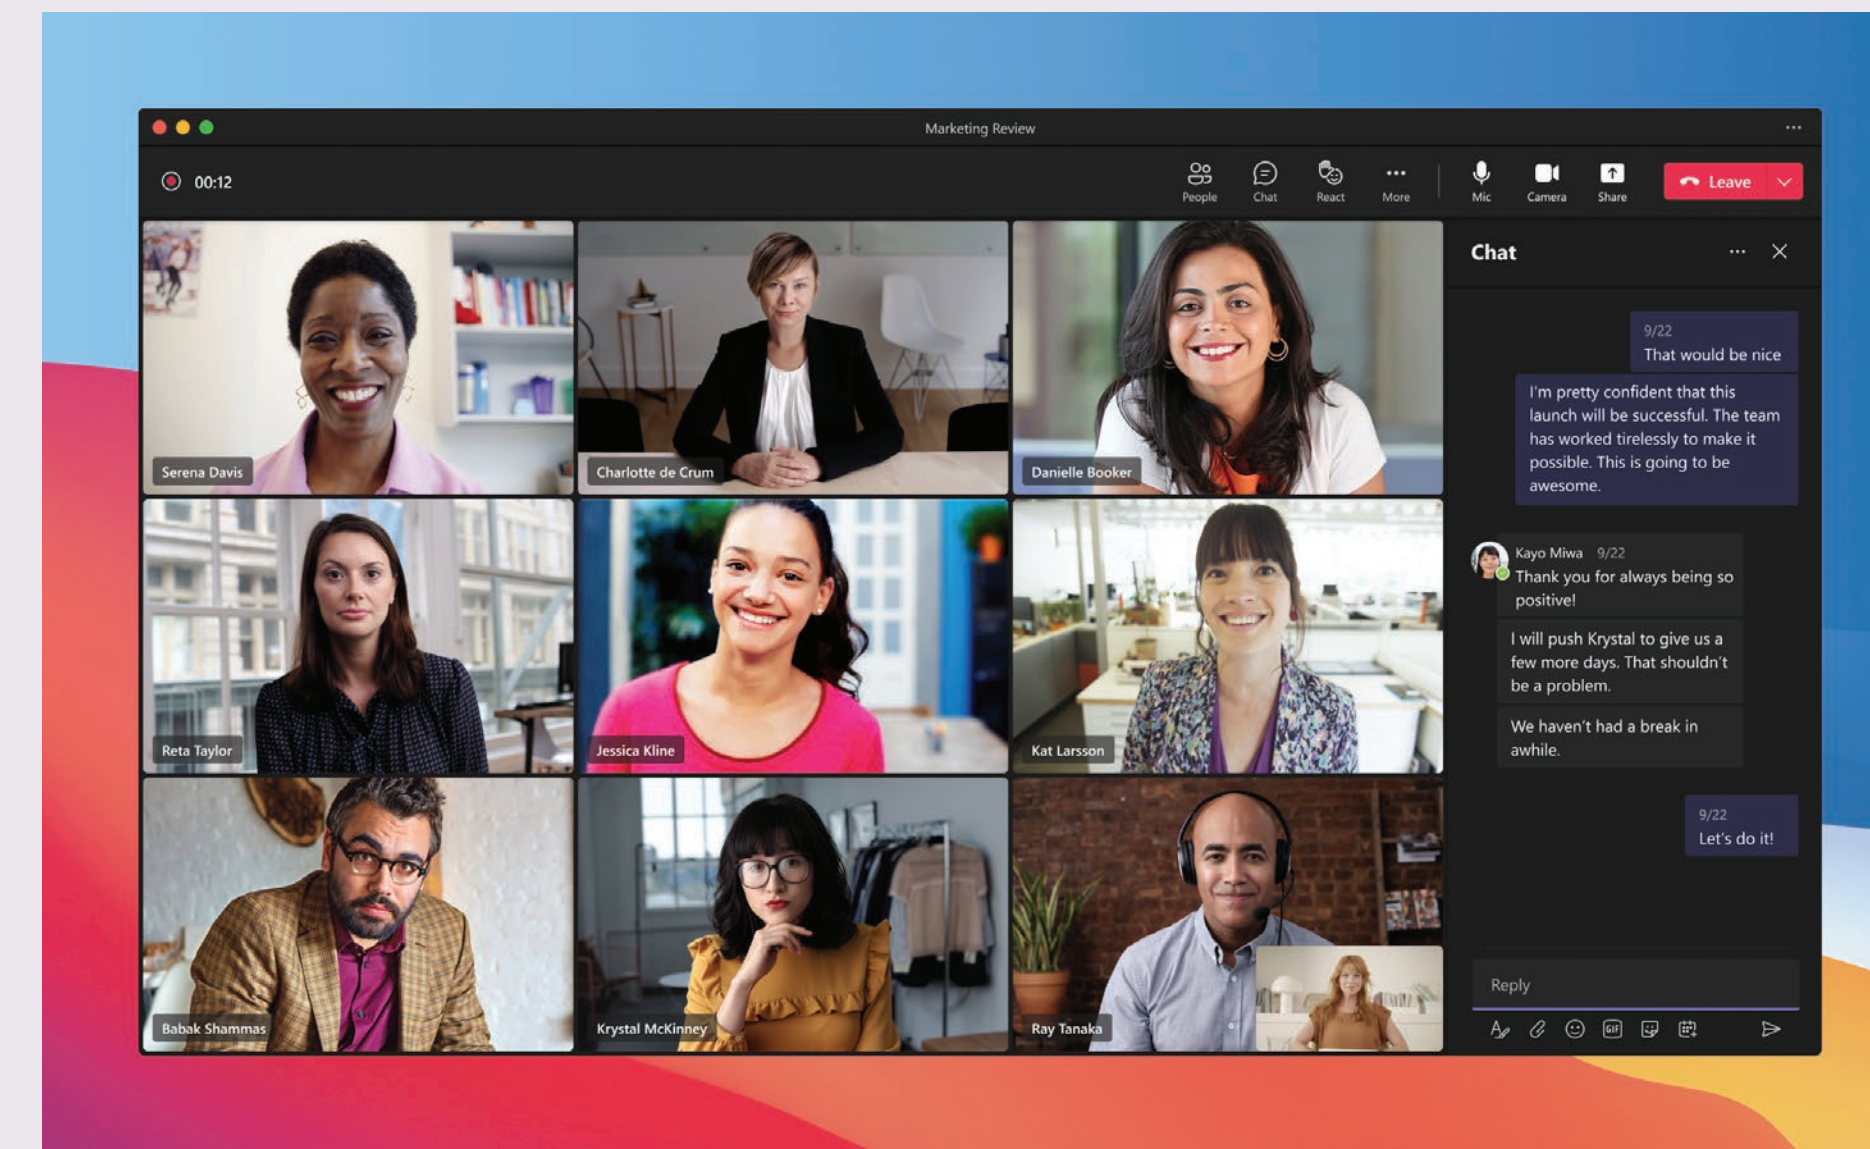 Marketing Review
00:12
People
Chat
React
More
Mic
Camera
Share
Leave
Serena Davis
Charlotte de Crum
Danielle Booker
Reta Taylor
Jessica Kline
Kat Larsson
Babak Shammas
Krystal McKinney
Ray Tanaka
Chat
9/22
That would be nice
I'm pretty confident that this
launch will be successful. The team
has worked tirelessly to make it
possible. This is going to be
awesome.
Kayo Miwa 9/22
Thank you for always being so
positive!
I will push Krystal to give us a
few more days. That shouldn't
be a problem.
We haven't had a break in
awhile.
9/22
Let's do it!
Reply
GIF